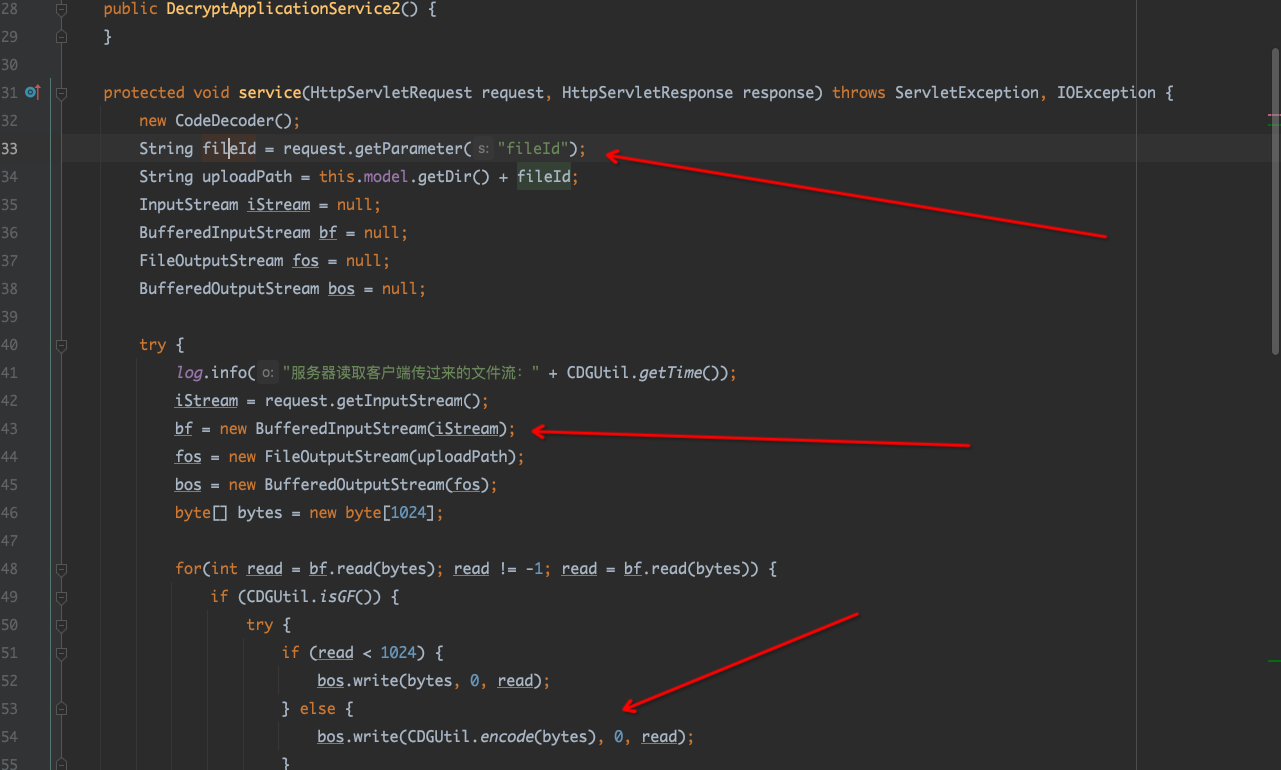 28 public DecryptApplicationService2() {
29 }
30
31 protected void service(HttpServletRequest request, HttpServletResponse response) throws ServletException, IOException {
32 new CodeDecoder();
33 String fileId = request.getParameter( s: "fileId");
34 String uploadPath = this.model.getDir() + fileId;
35 InputStream iStream = null;
36 BufferedInputStream bf = null;
37 FileOutputStream fos = null;
38 BufferedOutputStream bos = null;
39
40 try {
41 log.info( o: "服务器读取客户端传过来的文件流：" + CDGUtil.getTime());
42 iStream = request.getInputStream();
43 bf = new BufferedInputStream(iStream);
44 fos = new FileOutputStream(uploadPath);
45 bos = new BufferedOutputStream(fos);
46 byte[] bytes = new byte[1024];
47
48 for(int read = bf.read(bytes); read != -1; read = bf.read(bytes)) {
49 if (CDGUtil.isGF()) {
50 try {
51 if (read < 1024) {
52 bos.write(bytes, 0, read);
53 } else {
54 bos.write(CDGUtil.encode(bytes), 0, read);
55 }